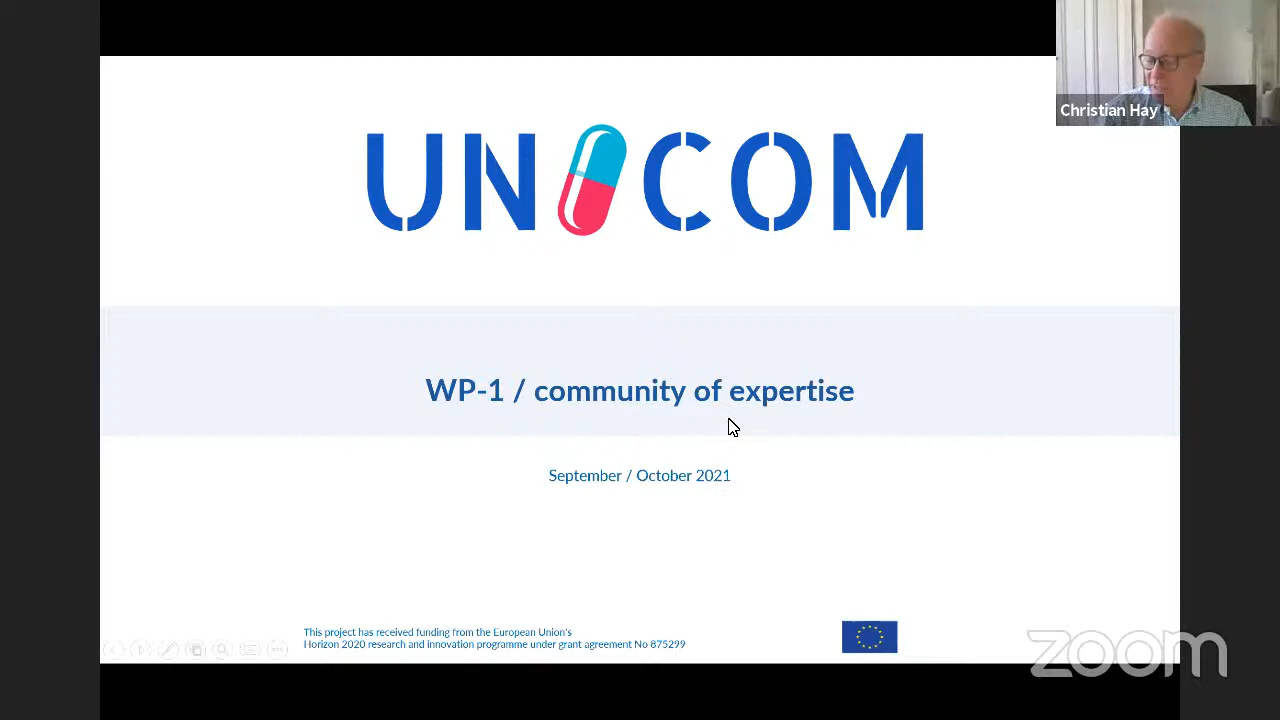 UNICOM
Christian Hay
WP-1 / community of expertise
September / October 2021
This project has received funding from the European Union's
Horizon 2020 research and innovation programme under grant agreement No 875299
zoom